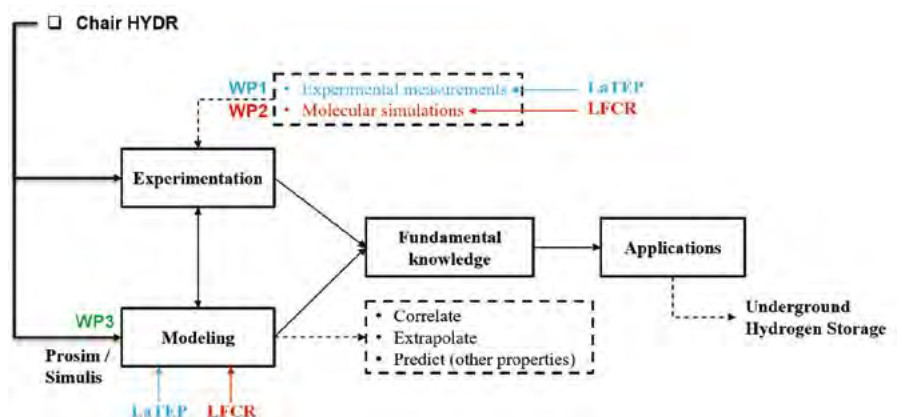 ❑ Chair HYDR
WP1
• Experimental measurements
LaTEP
WP2
• Molecular simulations
LFCR
Experimentation
Fundamental
knowledge
Applications
WP3
Modeling
Prosim /
Simulis
• Correlate
• Extrapolate
• Predict (other properties)
Underground
Hydrogen Storage
LaTEP
LFCR